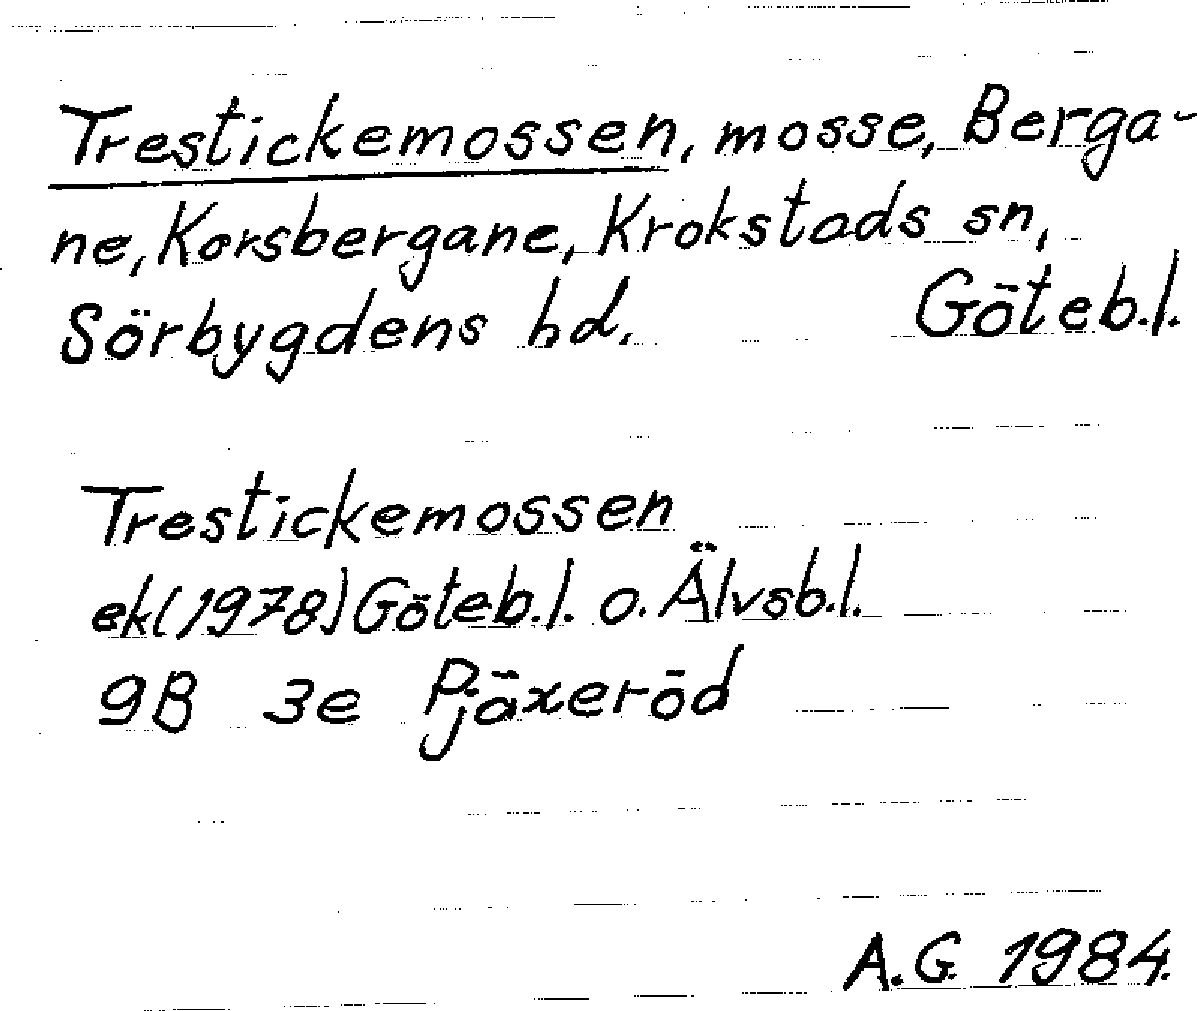 Trestickemossen, mosse, Berga-
ne, Korsbergane, Krokstads sn,
Sörbygdens hd. Göteb.l.
Trestickemossen
ek (1978) Göteb.l. o. Älvsb.l.
9B 3e Pjäxeröd
A.G. 1984.